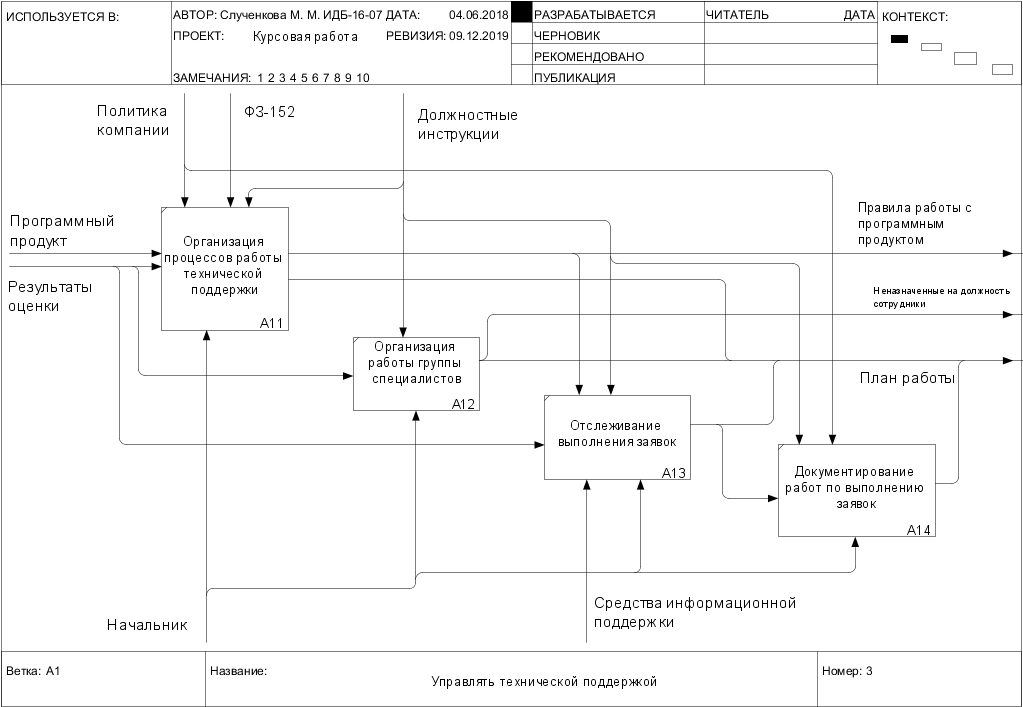 ИСПОЛЬЗУЕТСЯ В:
АВТОР: Служенкова М. М. ИДБ-16-07 ДАТА: 04.06.2018
РАЗРАБАТЫВАЕТСЯ
ЧИТАТЕЛЬ
ДАТА
КОНТЕКСТ:
ПРОЕКТ: Курсовая работа
РЕВИЗИЯ: 09.12.2019
ЧЕРНОВИК
РЕКОМЕНДОВАНО
ЗАМЕЧАНИЯ: 1 2 3 4 5 6 7 8 9 10
ПУБЛИКАЦИЯ
Политика
компании
ФЗ-152
Должностные
инструкции
Программный
продукт
Результаты
оценки
Организация
процессов работы
технической
поддержки
A11
Правила работы с
программным
продуктом
Неназначенные на должность
сотрудники
Организация
работы группы
специалистов
A12
План работы
Отслеживание
выполнения заявок
A13
Документирование
работ по выполнению
заявок
A14
Начальник
Средства информационной
поддержки
Ветка: A1
Название:
Управлять технической поддержкой
Номер: 3